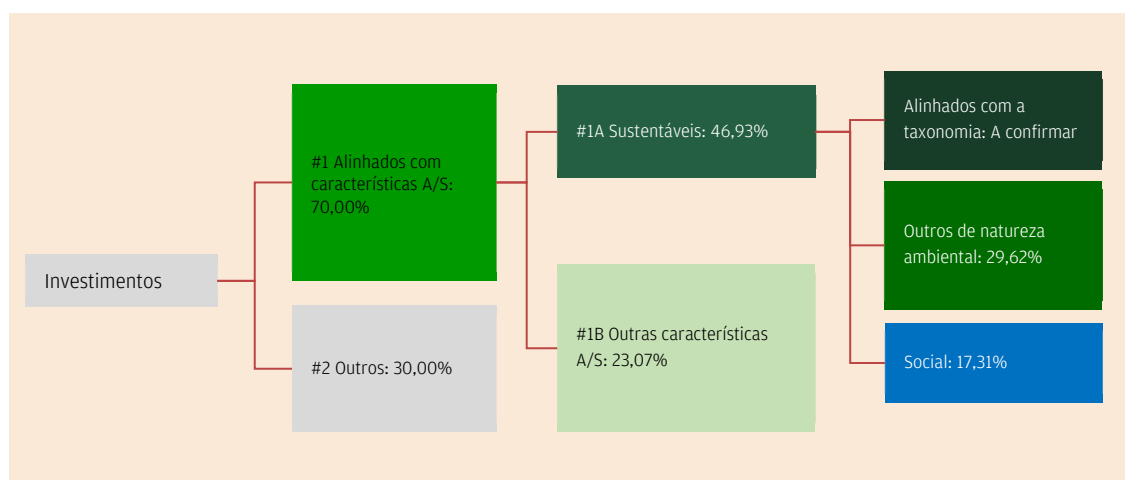 Investimentos
#1 Alinhados com
características A/S:
70,00%
#2 Outros: 30,00%
#1A Sustentáveis: 46,93%
#1B Outras características
A/S: 23,07%
Alinhados com a
taxonomia: A confirmar
Outros de natureza
ambiental: 29,62%
Social: 17,31%